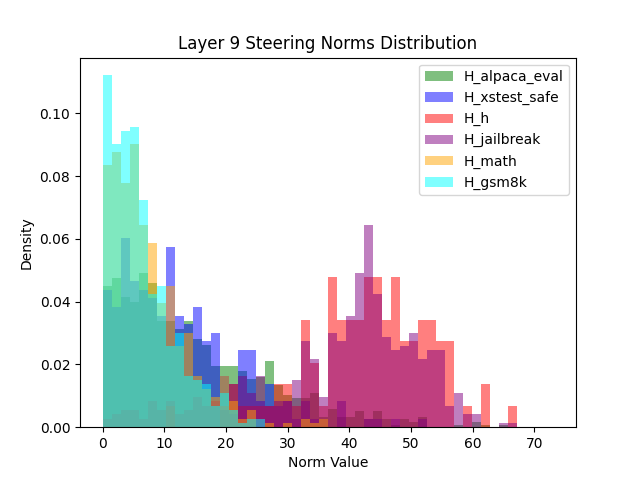 Layer 9 Steering Norms Distribution
H_alpaca_eval
H_xstest_safe
H_h
H_jailbreak
H_math
H_gsm8k
Density
0.10
0.08
0.06
0.04
0.02
0.00
0 10 20 30 40 50 60 70
Norm Value